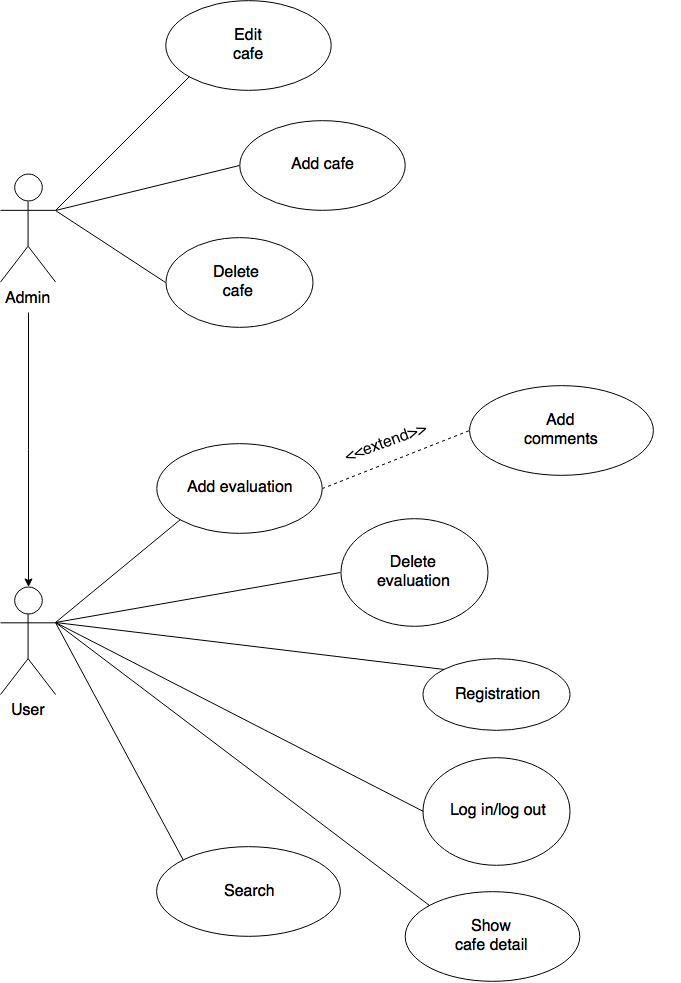 Edit
cafe
Add cafe
Delete
cafe
Admin
Add
comments
<<extend>>
Add evaluation
Delete
evaluation
Registration
User
Log in/log out
Search
Show
cafe detail